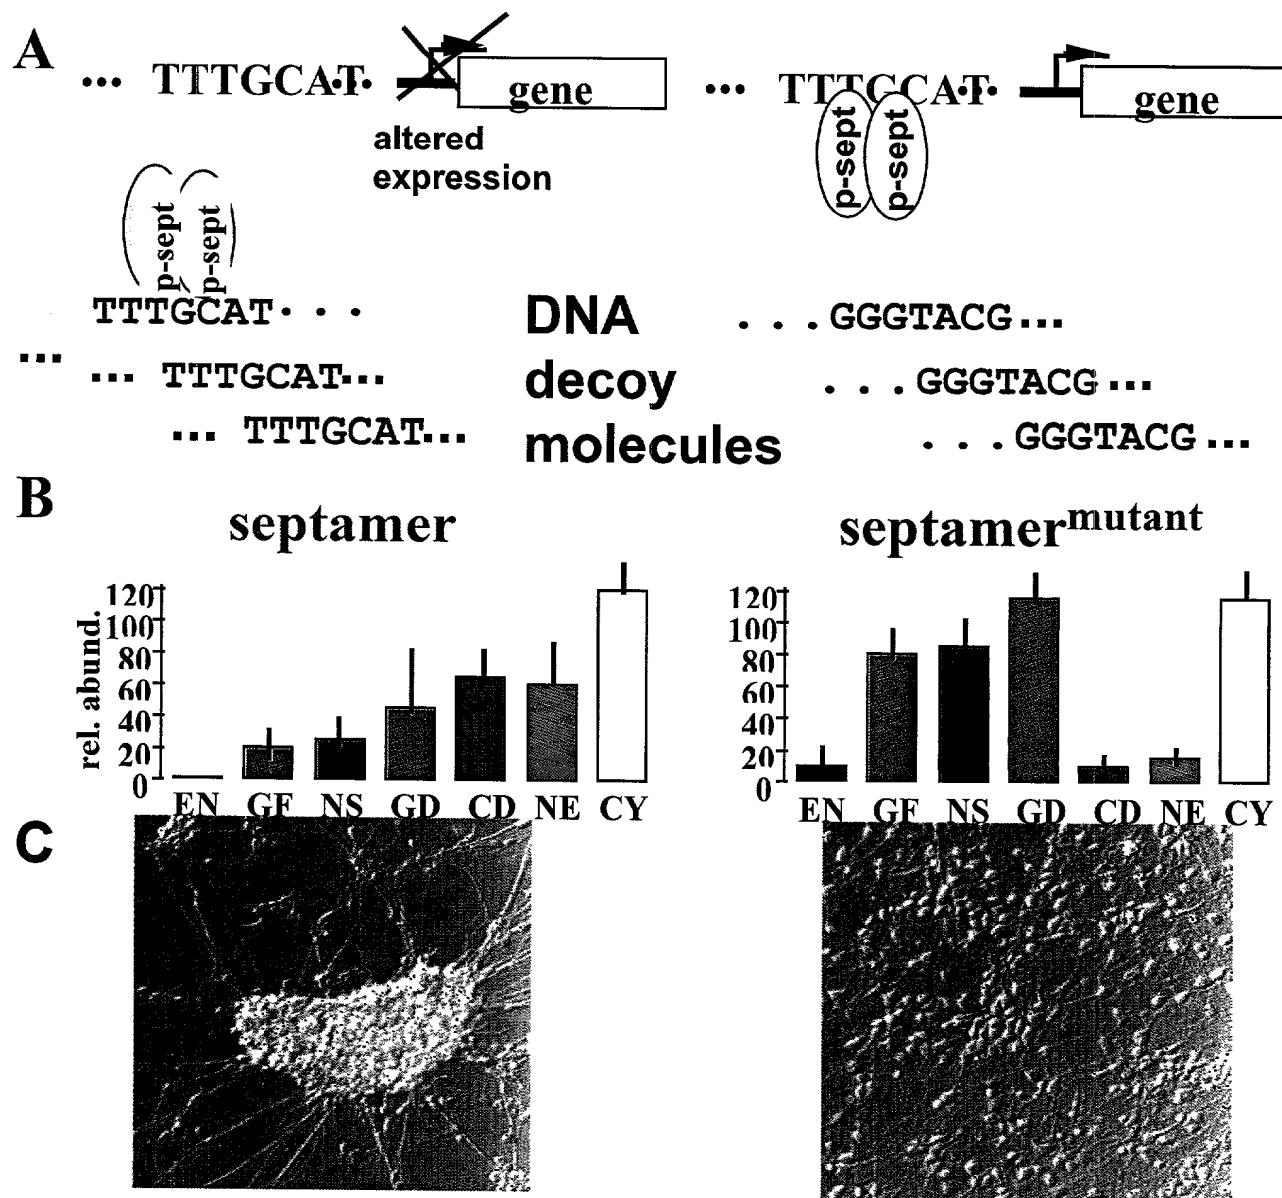 A
... TTTGCAT.. gene ... TTTGCAT.. gene
altered
expression
p-sept p-sept
p-sept p-sept
TTTGCAT...
DNA
...GGGTACG...
...
... TTTGCAT...
decoy
...GGGTACG...
... TTTGCAT...
molecules
...GGGTACG...
B
septamer
septamer mutant
rel. abund.
120
100
80
60
40
20
0
EN GF NS GD CD NE CY
120
100
80
60
40
20
0
EN GF NS GD CD NE CY
C